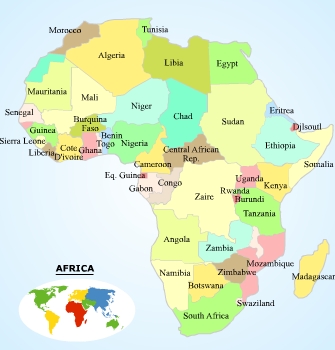 Tunisia
Morocco
Algeria
Libia
Egypt
Mauritania
Mali
Niger
Chad
Sudan
Eritrea
Senegal
Burquina
Faso
Djlsoutl
Guinea
Benin
Togo
Nigeria
Ethiopia
Sierra Leone
Liberia
Cote
D'ivoire
Ghana
Central African
Rep.
Cameroon
Somalia
Eq. Guinea
Gabon
Congo
Uganda
Kenya
Rwanda
Burundi
Zaire
Tanzania
Angola
Zambia
Mozambique
Zimbabwe
Namibia
Botswana
Madagascar
Swaziland
South Africa
AFRICA